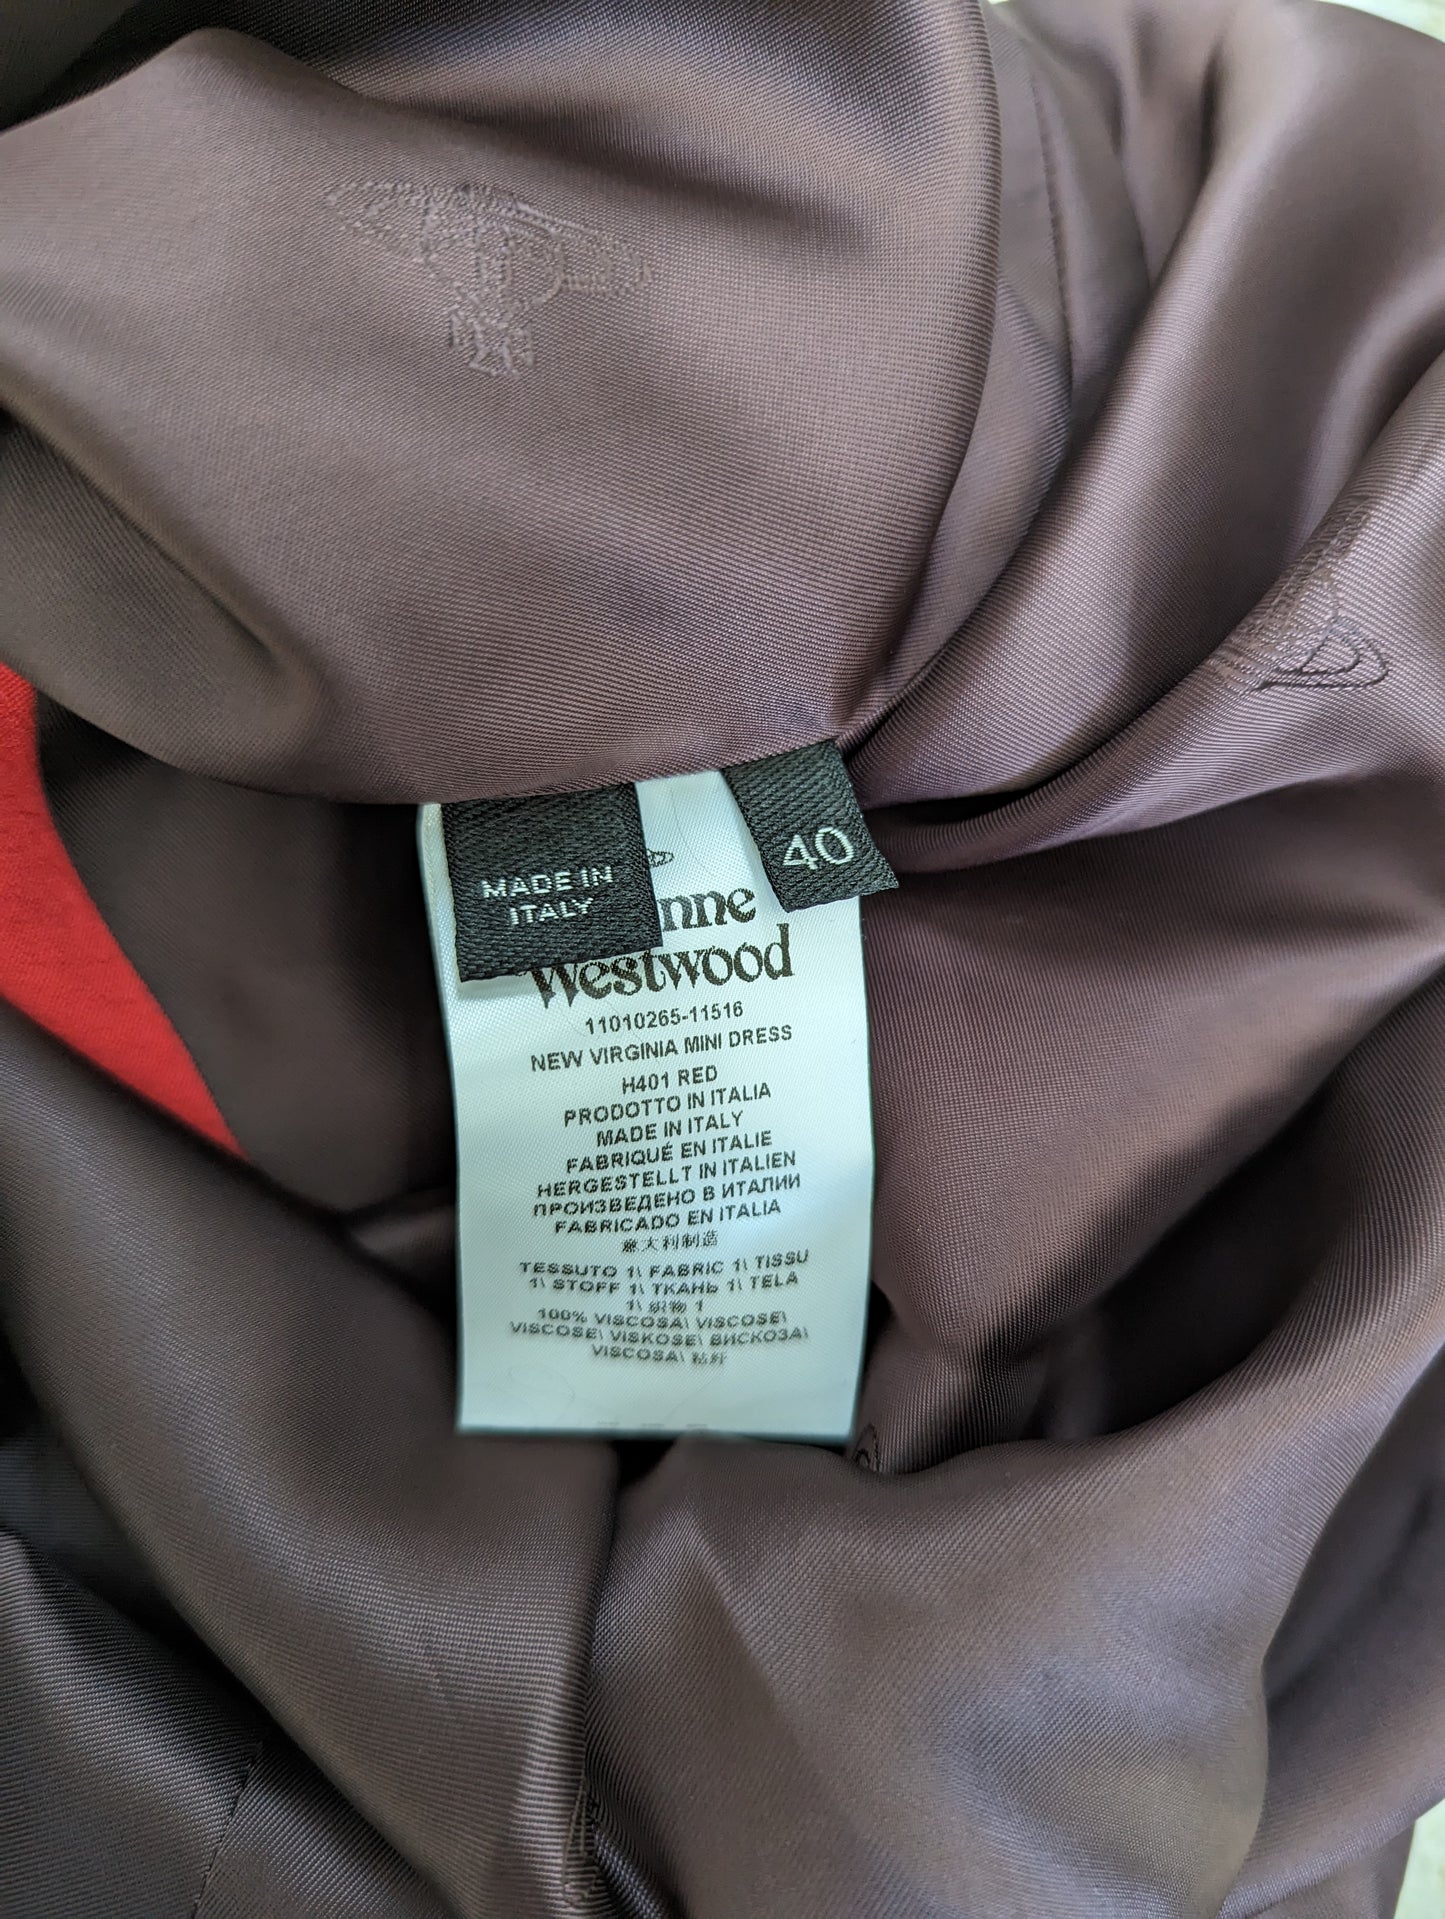 MADE IN
ITALY
40
nne
Westwood
11010265-11516
NEW VIRGINIA MINI DRESS
H401 RED
PRODOTTO IN ITALIA
MADE IN ITALY
FABRIQUÉ EN ITALIE
HERGESTELLT IN ITALIEN
ПРОИЗВЕДЕНО В ИТАЛИИ
FABRICADO EN ITALIA
意大利制造
TESSUTO 1\ FABRIC 1\ TISSU
1\ STOFF 1\ ТКАНЬ 1\ TELA
1\ 织物 1
100% VISCOSA\ VISCOSE\
VISCOSE\ VISKOSE\ ВИСКОЗА\
VISCOSA\ 粘纤